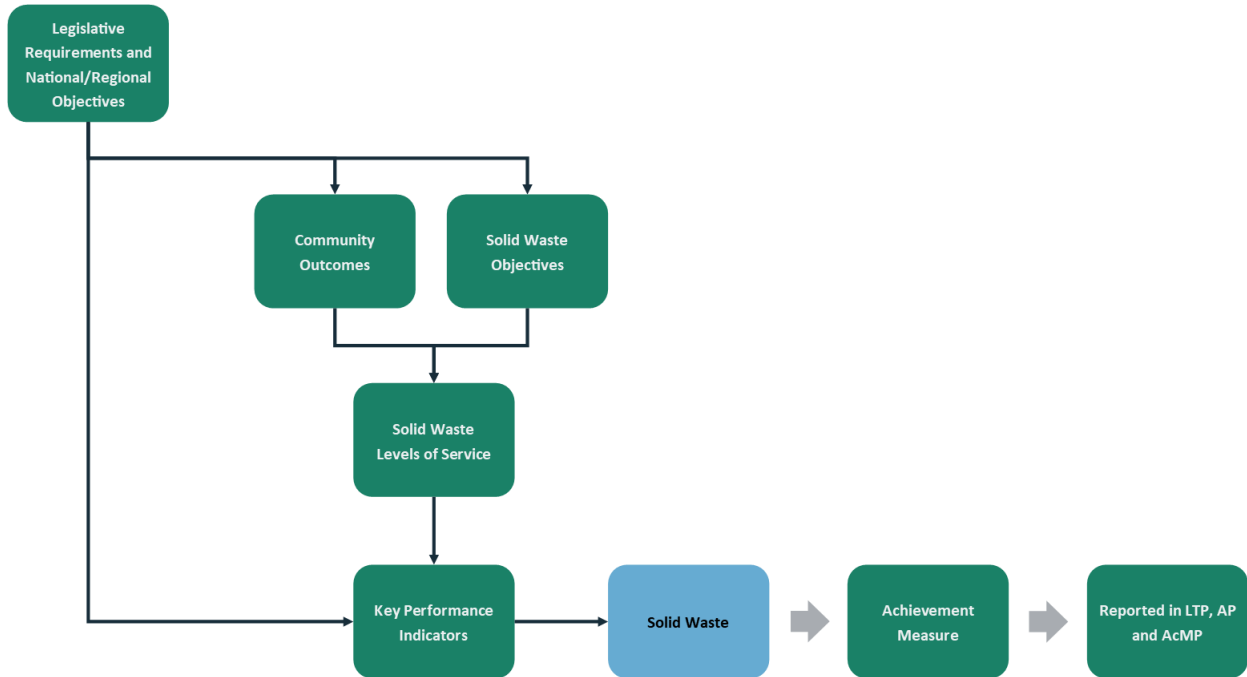 Legislative
Requirements and
National/Regional
Objectives
Community
Outcomes
Solid Waste
Objectives
Solid Waste
Levels of Service
Key Performance
Indicators
Solid Waste
Achievement
Measure
Reported in LTP, AP
and AcMP